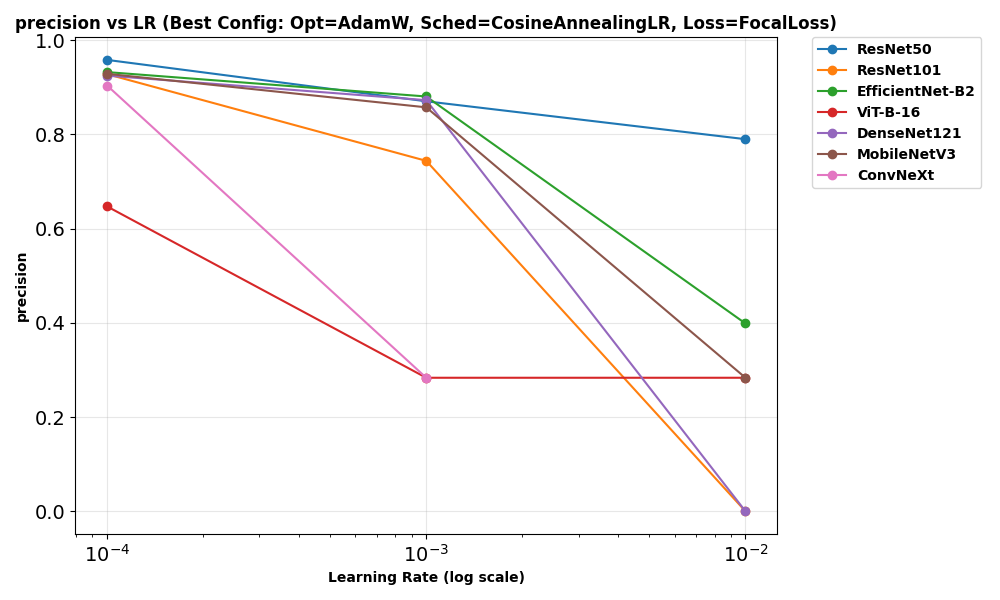 precision vs LR (Best Config: Opt=AdamW, Sched=CosineAnnealingLR, Loss=FocalLoss)
1.0
0.8
0.6
0.4
0.2
0.0
precision
10⁻⁴
10⁻³
10⁻²
Learning Rate (log scale)
ResNet50
ResNet101
EfficientNet-B2
ViT-B-16
DenseNet121
MobileNetV3
ConvNeXt